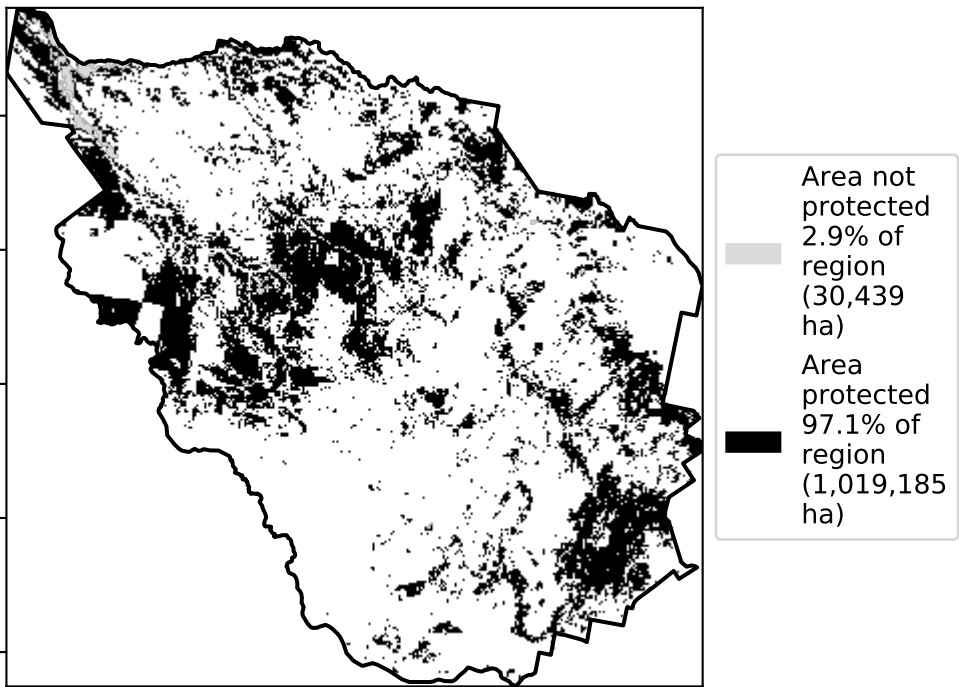 Area not
protected
2.9% of
region
(30,439
ha)
Area
protected
97.1% of
region
(1,019,185
ha)